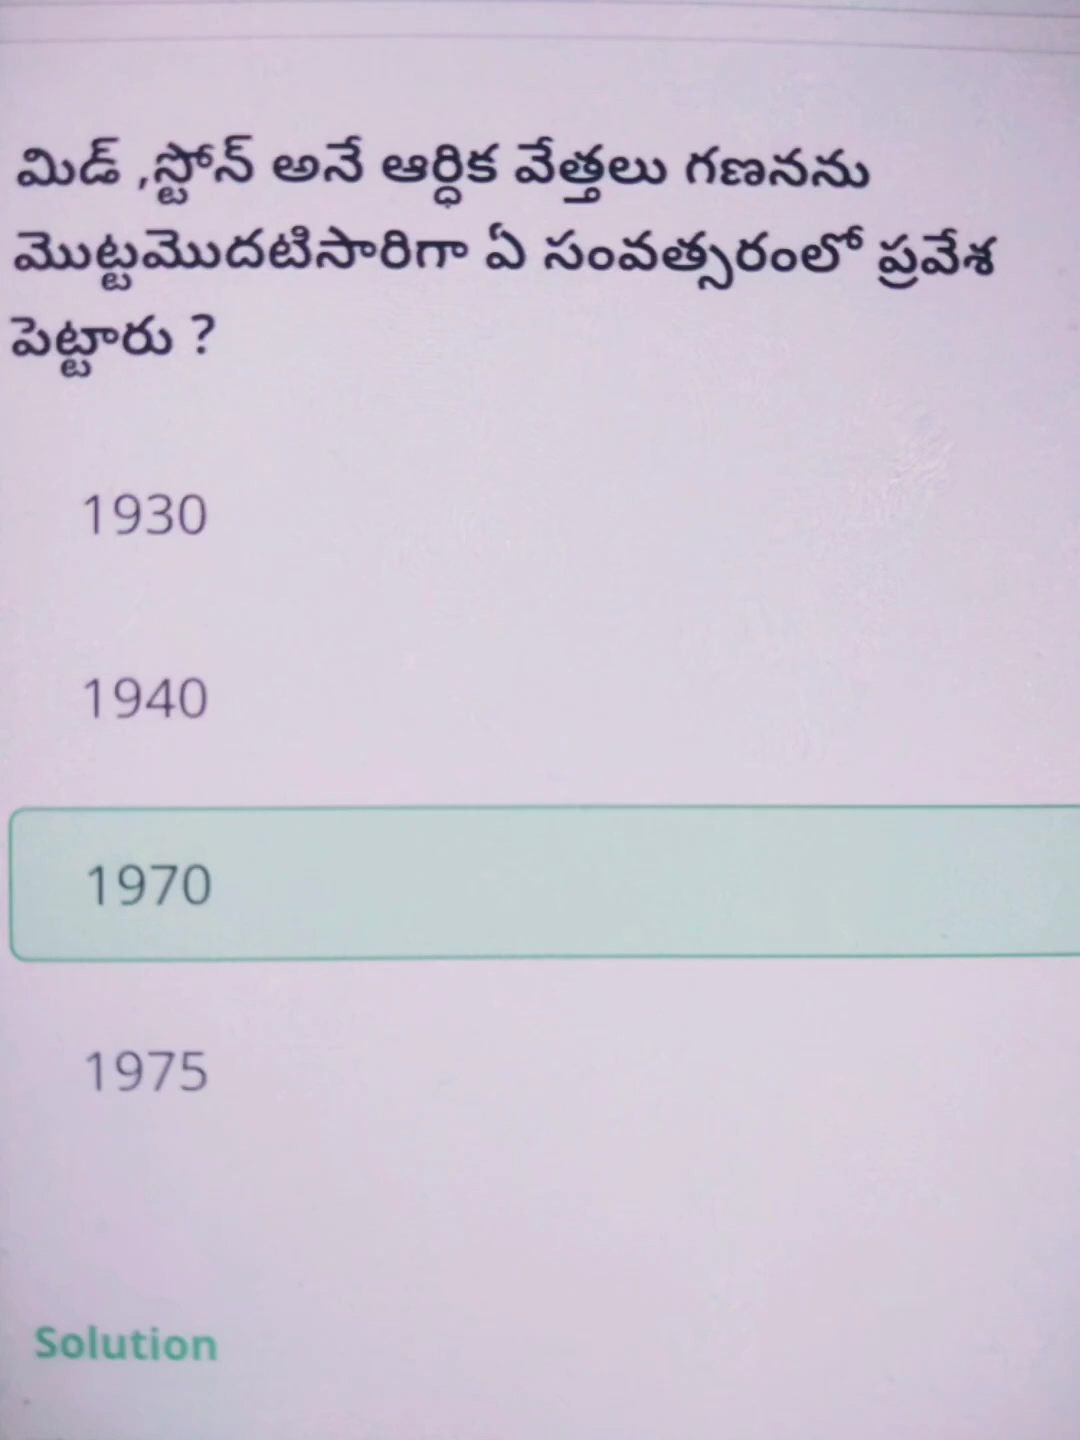 మిడ్ ,స్టోన్ అనే ఆర్ధిక వేత్తలు గణనను
మొట్టమొదటిసారిగా ఏ సంవత్సరంలో ప్రవేశ
పెట్టారు ?
1930
1940
1970
1975
Solution